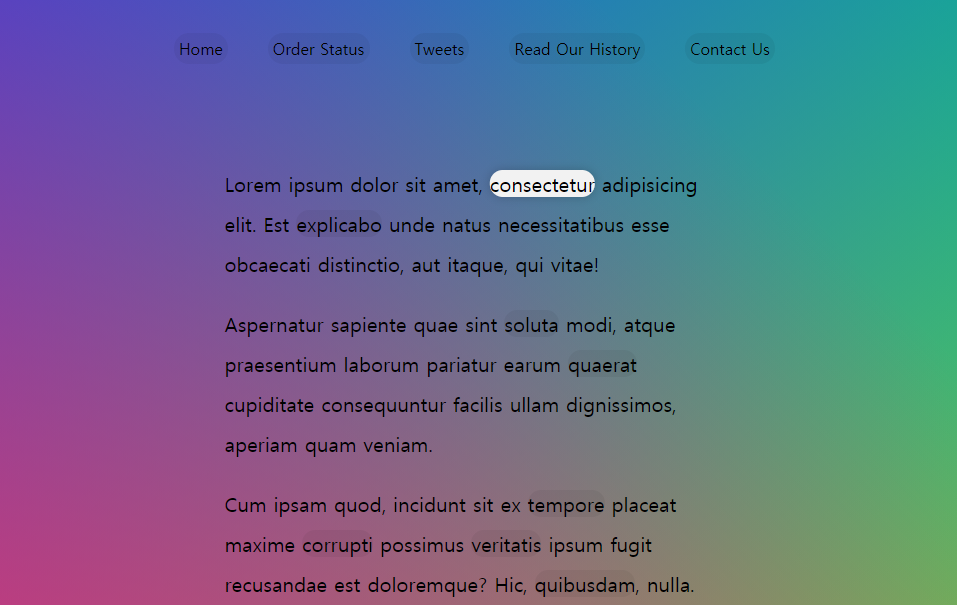 Home Order Status Tweets Read Our History Contact Us
Lorem ipsum dolor sit amet, consectetur adipisicing
elit. Est explicabo unde natus necessitatibus esse
obcaecati distinctio, aut itaque, qui vitae!
Aspernatur sapiente quae sint soluta modi, atque
praesentium laborum pariatur earum quaerat
cupiditate consequuntur facilis ullam dignissimos,
aperiam quam veniam.
Cum ipsam quod, incidunt sit ex tempore placeat
maxime corrupti possimus veritatis ipsum fugit
recusandae est doloremque? Hic, quibusdam, nulla.